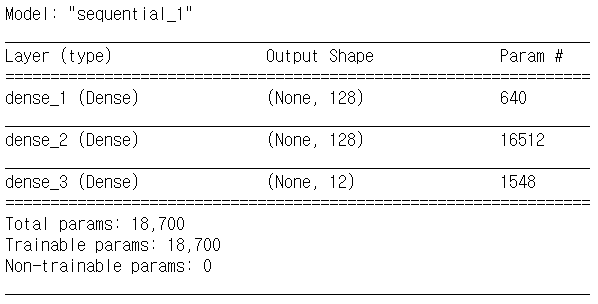 Model: "sequential_1"
Layer (type) Output Shape Param #
dense_1 (Dense) (None, 128) 640
dense_2 (Dense) (None, 128) 16512
dense_3 (Dense) (None, 12) 1548
Total params: 18,700
Trainable params: 18,700
Non-trainable params: 0